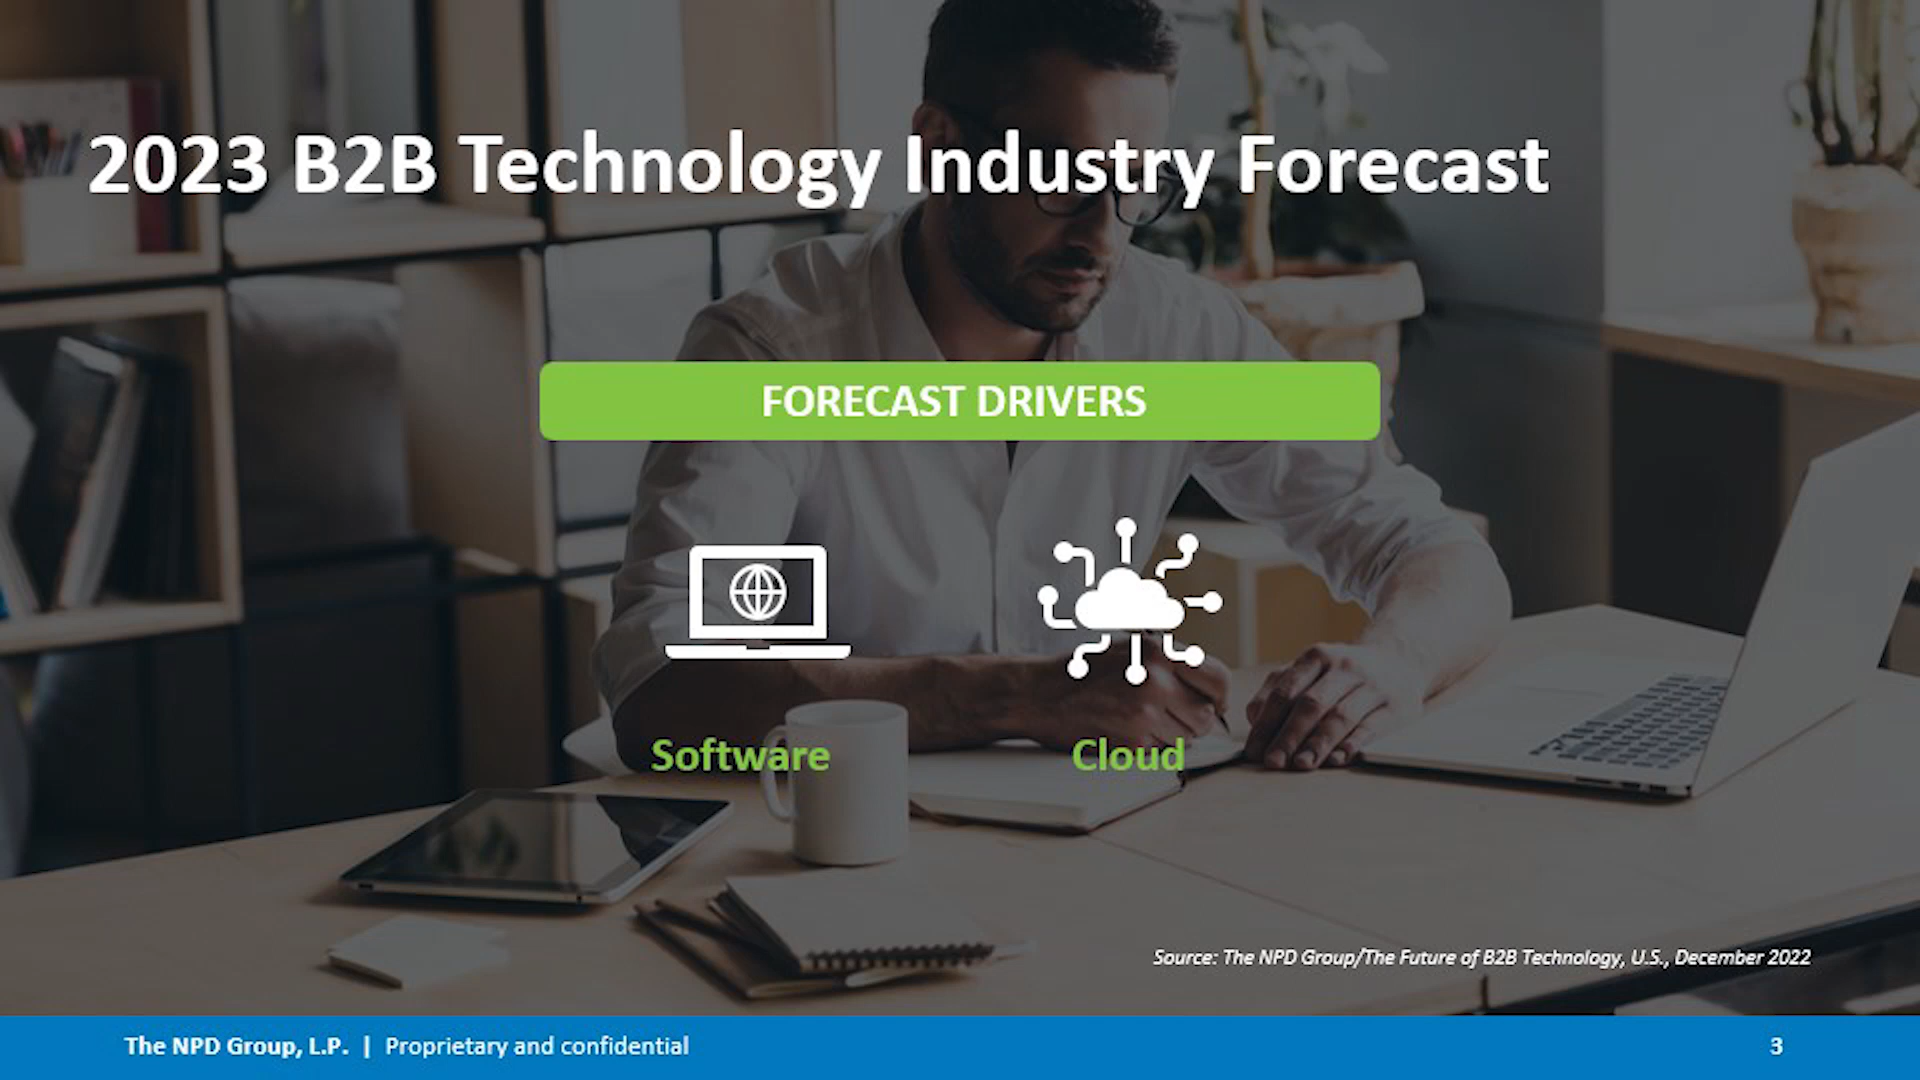 2023 B2B Technology Industry Forecast
FORECAST DRIVERS
Software
Cloud
Source: The NPD Group/The Future of B2B Technology, U.S., December 2022
The NPD Group, L.P. | Proprietary and confidential
3